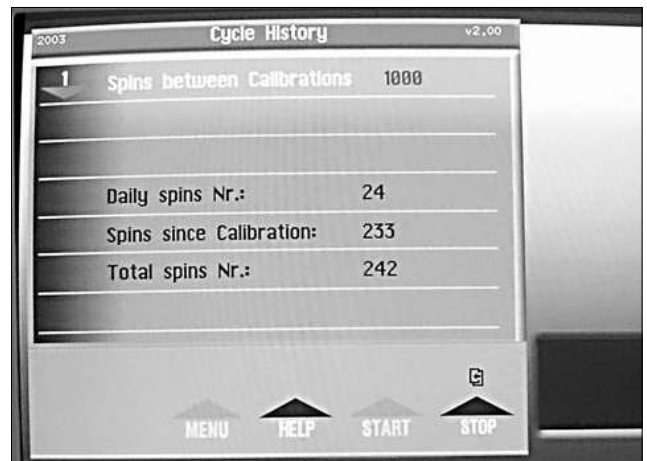 2003 Cycle History v2.00
1 Spins between Calibrations 1000
Daily spins Nr.: 24
Spins since Calibration: 233
Total spins Nr.: 242
MENU HELP START STOP